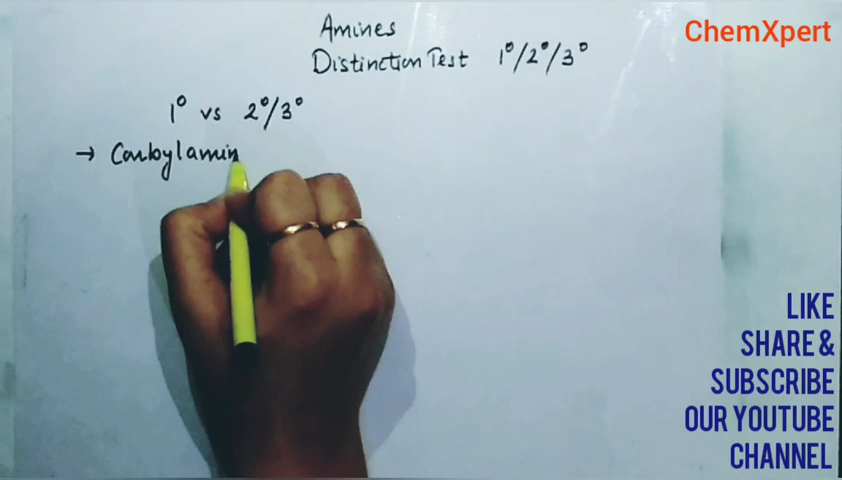 Amines
ChemXpert
Distinction Test 1°/2°/3°
1° vs 2°/3°
→ Carbylamin
LIKE
SHARE &
SUBSCRIBE
OUR YOUTUBE
CHANNEL